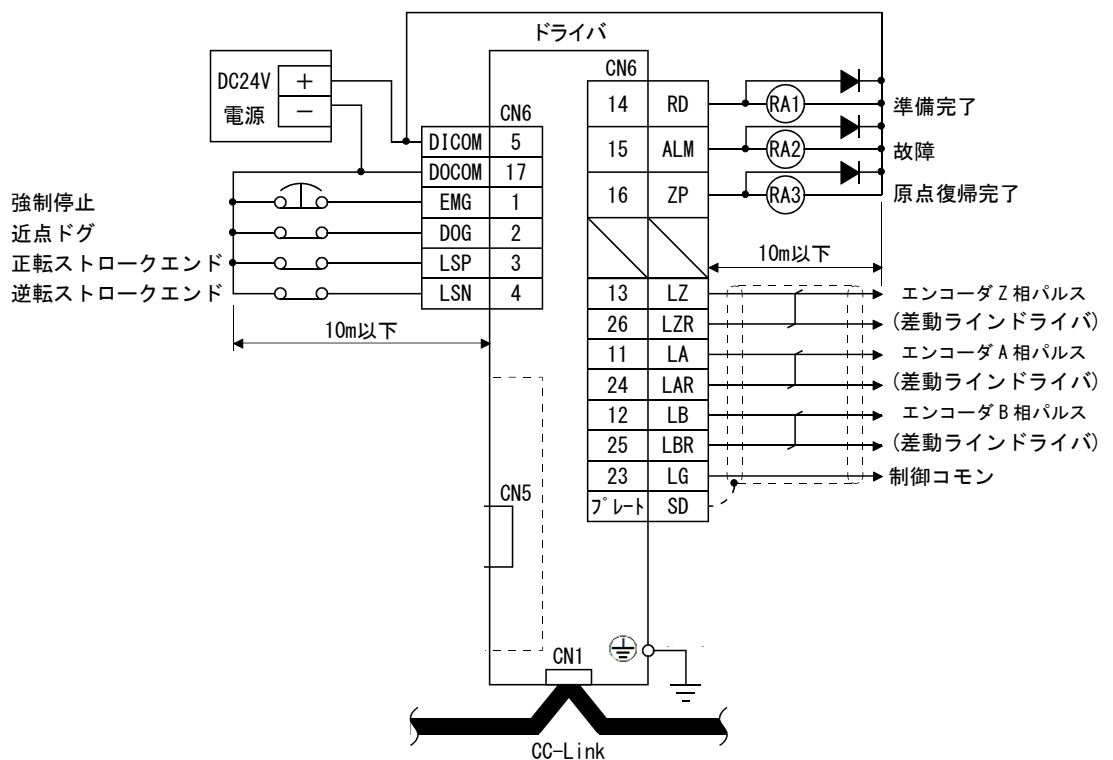 ドライバ
DC24V
電源
+
−
CN6
DICOM 5
DOCOM 17
EMG 1
DOG 2
LSP 3
LSN 4
強制停止
近点ドグ
正転ストロークエンド
逆転ストロークエンド
10m以下
CN6
14 RD RA1 準備完了
15 ALM RA2 故障
16 ZP RA3 原点復帰完了
10m以下
13 LZ エンコーダZ相パルス
26 LZR (差動ラインドライバ)
11 LA エンコーダA相パルス
24 LAR (差動ラインドライバ)
12 LB エンコーダB相パルス
25 LBR (差動ラインドライバ)
23 LG 制御コモン
プレート SD
CN5
CN1
CC-Link